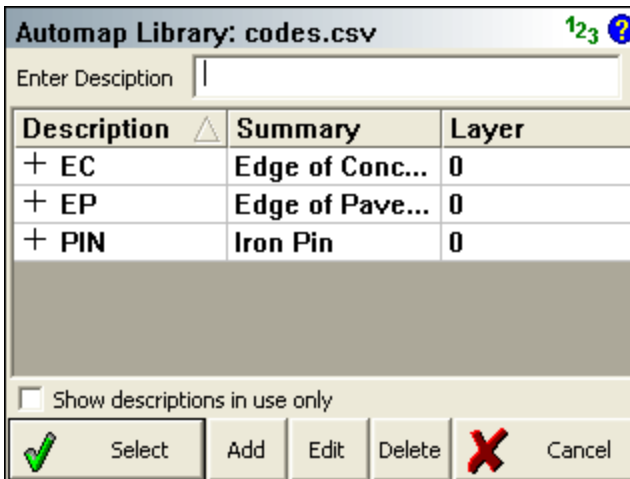 Automap Library: codes.csv 123 ?
Enter Desciption
Description Summary Layer
+ EC Edge of Conc... 0
+ EP Edge of Pave... 0
+ PIN Iron Pin 0
Show descriptions in use only
Select Add Edit Delete Cancel